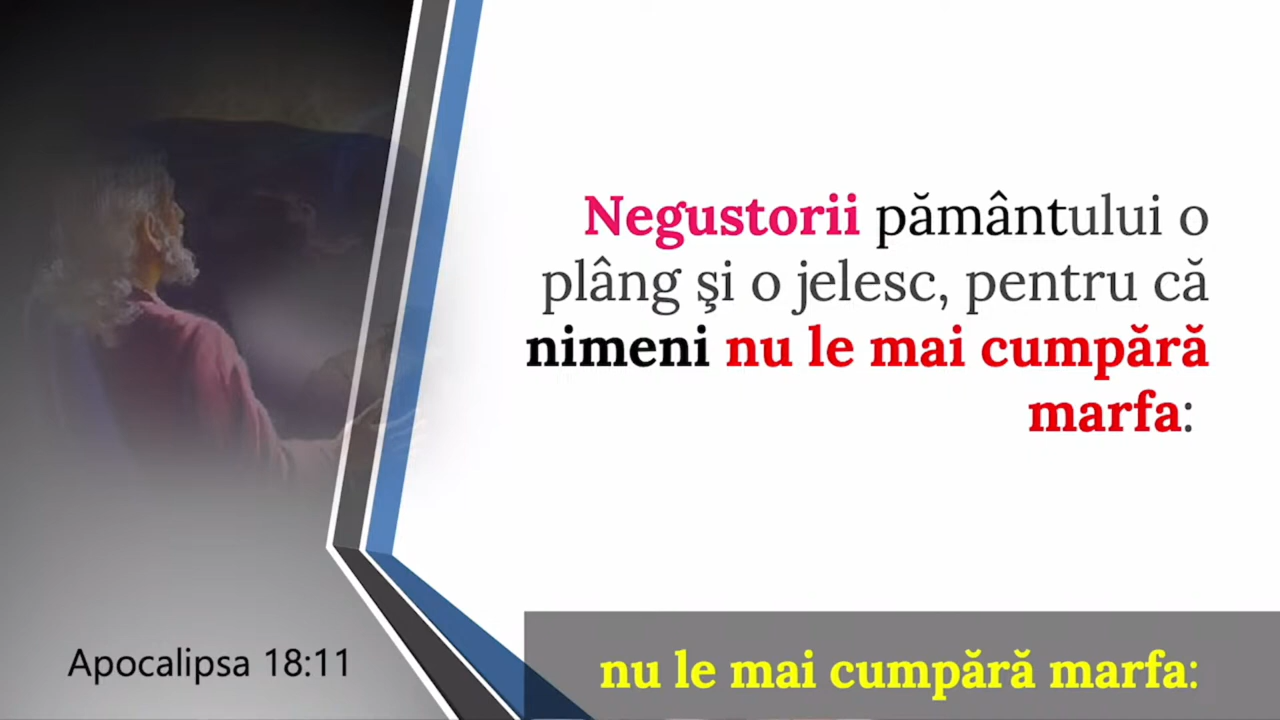 Negustorii pământului o
plâng şi o jelesc, pentru că
nimeni nu le mai cumpără
marfa:
Apocalipsa 18:11
nu le mai cumpără marfa: